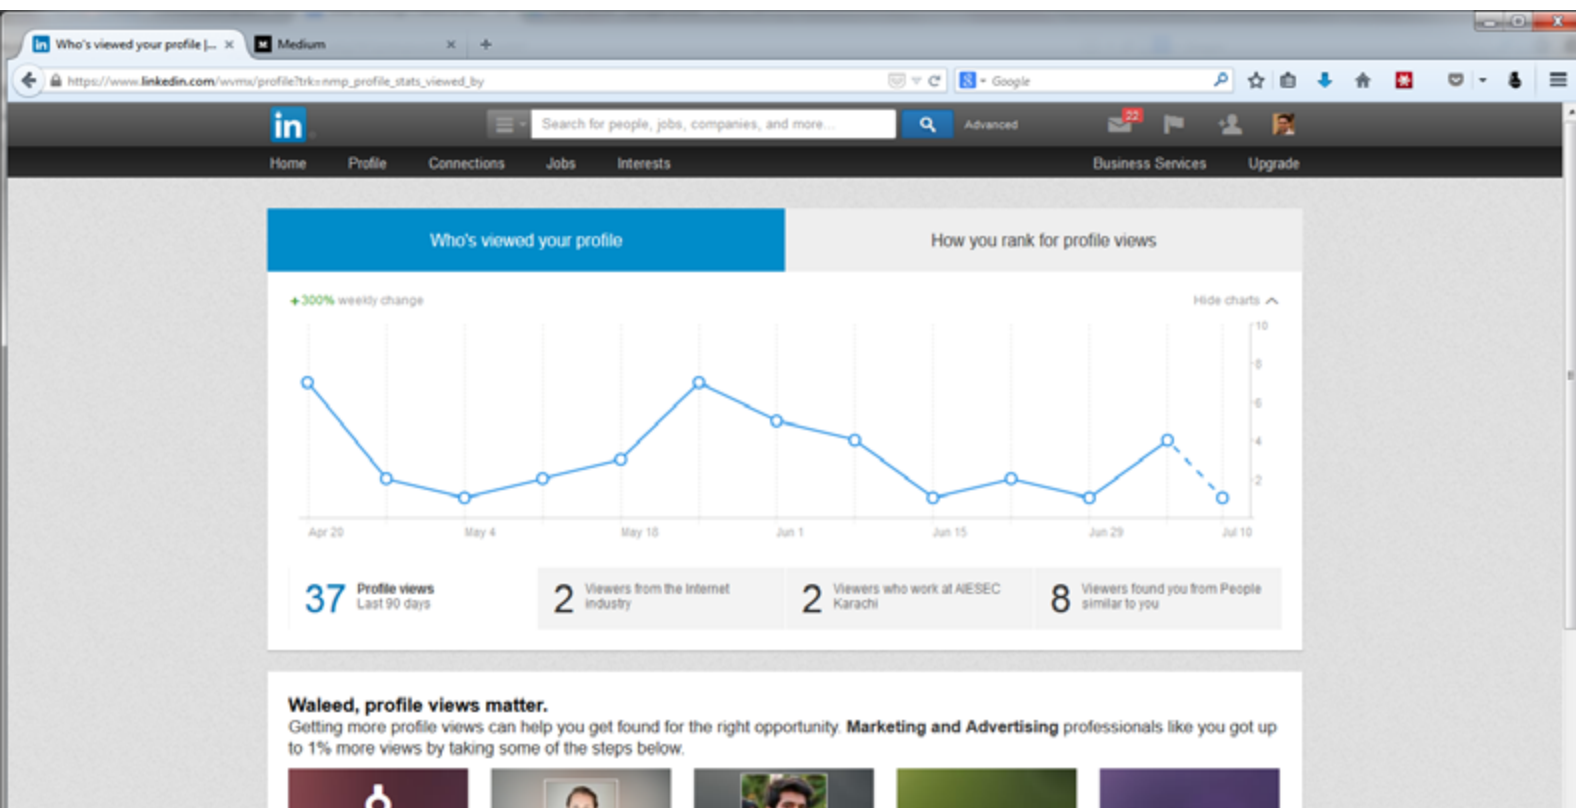 Who's viewed your profile |...
Medium
https://www.linkedin.com/wvmx/profile?trk=nmp_profile_stats_viewed_by
Google
in
Search for people, jobs, companies, and more...
Advanced
22
Home Profile Connections Jobs Interests Business Services Upgrade
Who's viewed your profile
How you rank for profile views
+300% weekly change
Hide charts
10
8
6
4
2
Apr 20 May 4 May 18 Jun 1 Jun 15 Jun 29 Jul 10
37 Profile views
Last 90 days
2 Viewers from the Internet
industry
2 Viewers who work at AIESEC
Karachi
8 Viewers found you from People
similar to you
Waleed, profile views matter.
Getting more profile views can help you get found for the right opportunity. Marketing and Advertising professionals like you got up
to 1% more views by taking some of the steps below.